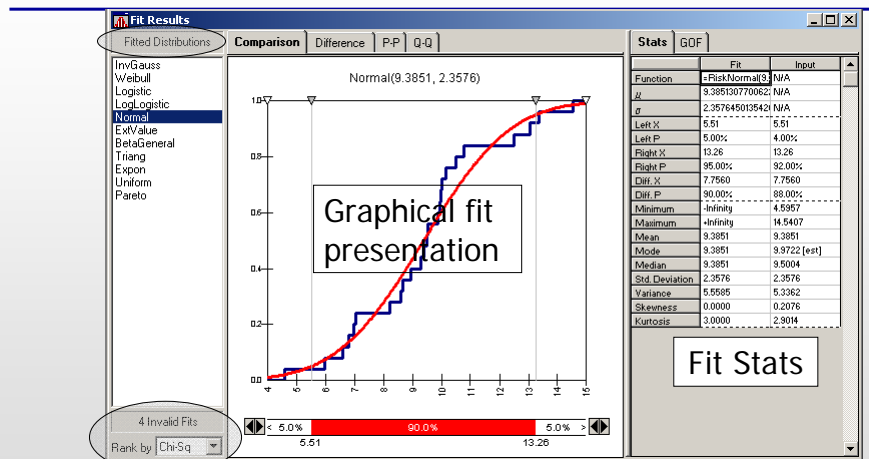 Fit Results
Fitted Distributions
InvGauss
Weibull
Logistic
LogLogistic
Normal
ExtValue
BetaGeneral
Triang
Expon
Uniform
Pareto
4 Invalid Fits
Rank by Chi-Sq
Comparison Difference P-P Q-Q
Normal(9.3851, 2.3576)
1.0
0.8
0.6
0.4
0.2
0.0
4 5 6 7 8 9 10 11 12 13 14 15
Graphical fit
presentation
< 5.0% 90.0% 5.0% >
5.51 13.26
Stats GOF
Fit Input
Function =RiskNormal(9. N/A
μ 9.385130770062 N/A
σ 2.357645013542 N/A
Left X 5.51 5.51
Left P 5.00% 4.00%
Right X 13.26 13.26
Right P 95.00% 92.00%
Diff. X 7.7560 7.7560
Diff. P 90.00% 88.00%
Minimum -Infinity 4.5957
Maximum +Infinity 14.5407
Mean 9.3851 9.3851
Mode 9.3851 9.9722 [est]
Median 9.3851 9.5004
Std. Deviation 2.3576 2.3576
Variance 5.5585 5.3362
Skewness 0.0000 0.2076
Kurtosis 3.0000 2.9014
Fit Stats